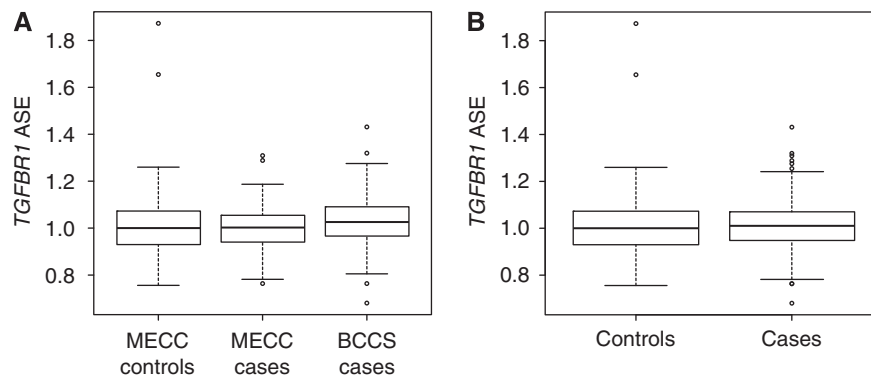 A
TGFBR1 ASE
1.8
1.6
1.4
1.2
1.0
0.8
MECC controls
MECC cases
BCCS cases
B
TGFBR1 ASE
1.8
1.6
1.4
1.2
1.0
0.8
Controls
Cases